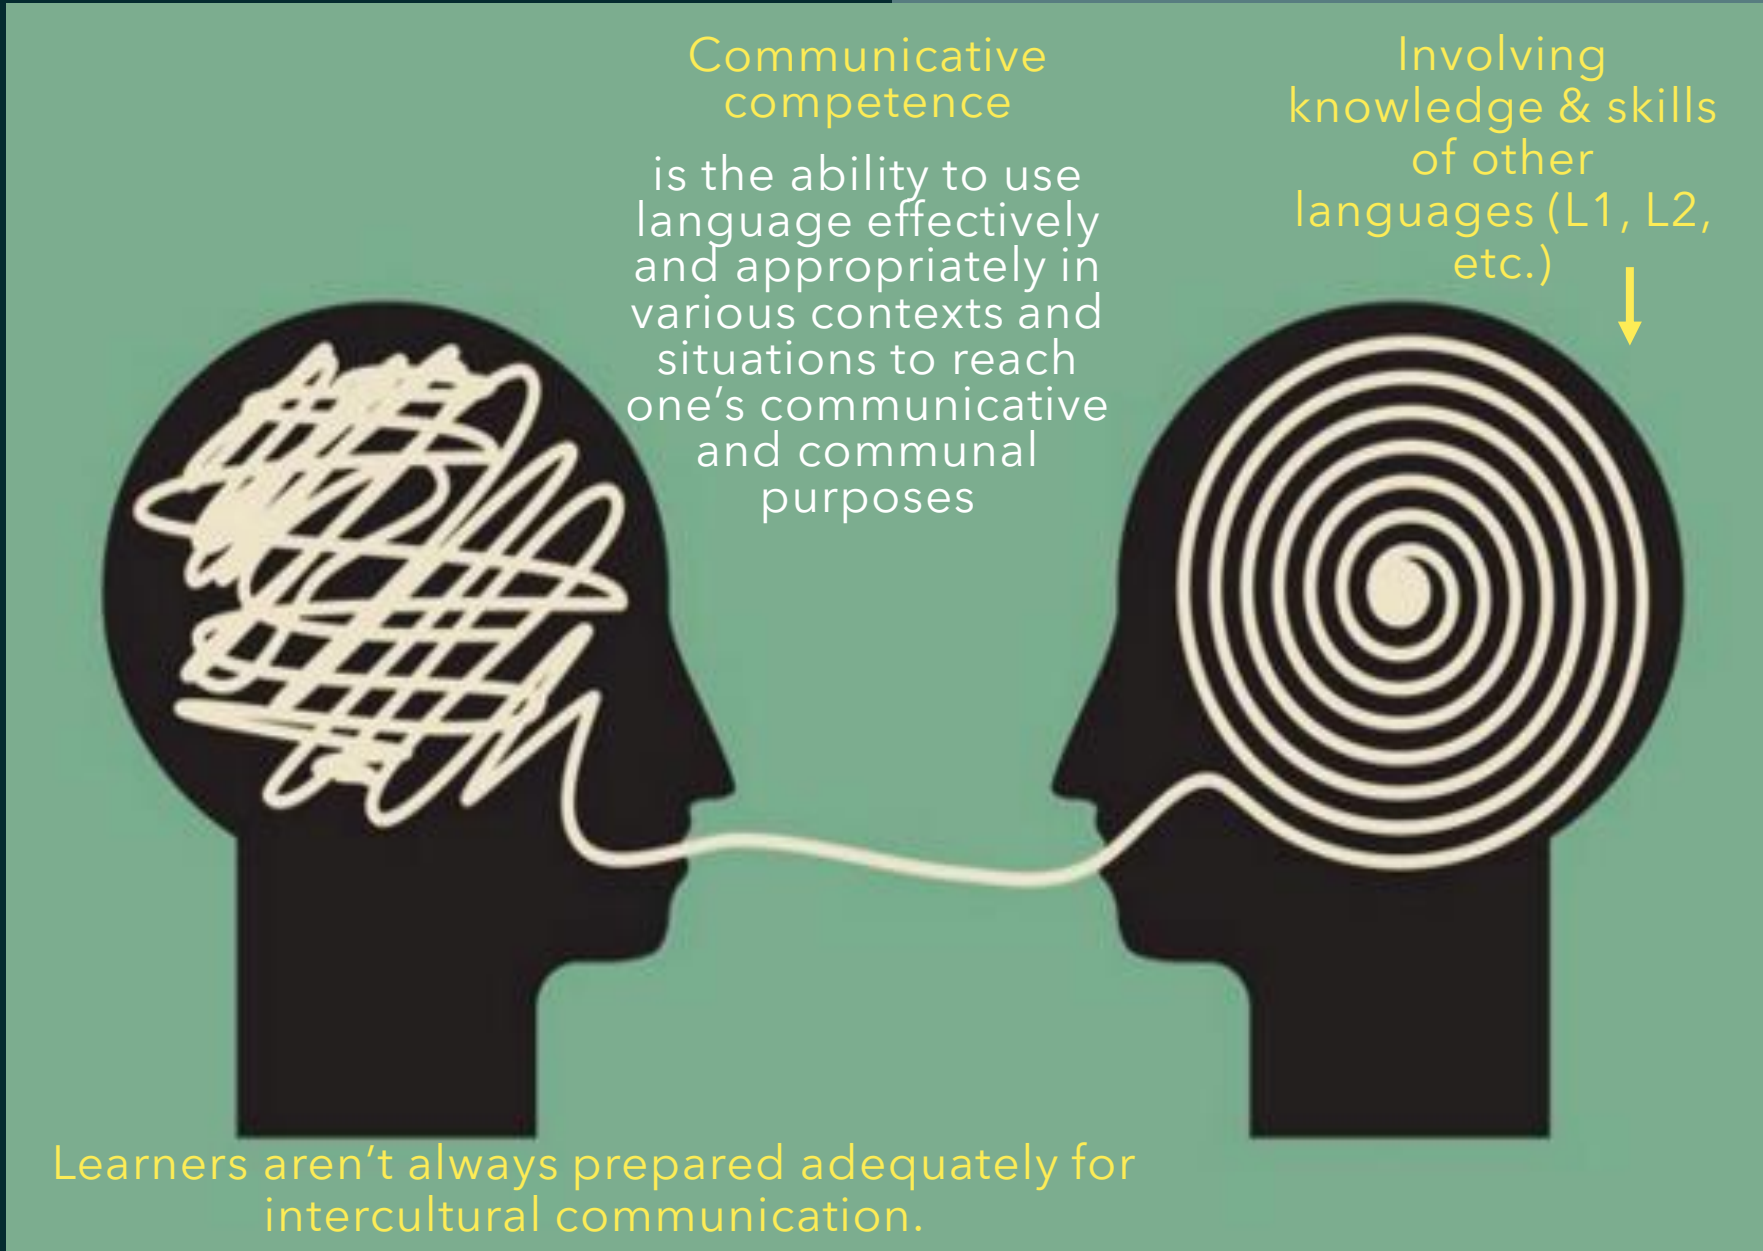 Communicative
competence
is the ability to use
language effectively
and appropriately in
various contexts and
situations to reach
one’s communicative
and communal
purposes
Involving
knowledge & skills
of other
languages (L1, L2,
etc.)
Learners aren’t always prepared adequately for
intercultural communication.